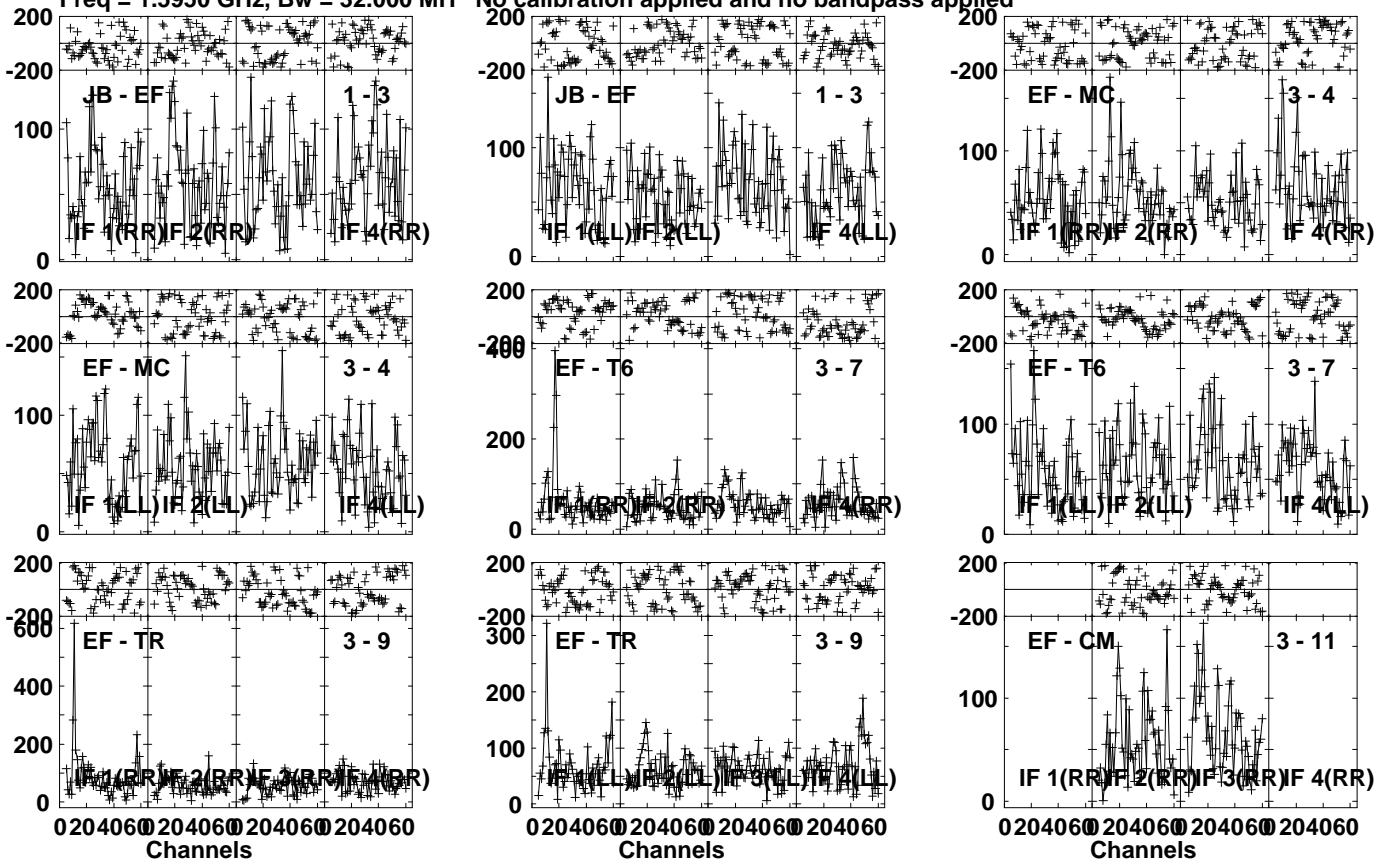 Freq = 1.5950 GHz, Bw = 32.000 MH No calibration applied and no bandpass applied
200
-200
JB - EF 1 - 3
100
IF 1(RR) IF 2(RR) IF 4(RR)
0
JB - EF 1 - 3
100
IF 1(LL) IF 2(LL) IF 4(LL)
0
EF - MC 3 - 4
100
IF 1(RR) IF 2(RR) IF 4(RR)
0
200
-200
EF - MC 3 - 4
100
IF 1(LL) IF 2(LL) IF 4(LL)
0
200
-200
400
EF - T6 3 - 7
200
IF 1(RR) IF 2(RR) IF 4(RR)
0
200
-200
EF - T6 3 - 7
100
IF 1(LL) IF 2(LL) IF 4(LL)
0
200
-200
600
EF - TR 3 - 9
400
200
IF 1(RR) IF 2(RR) IF 3(RR) IF 4(RR)
0
0 20 40 60 0 20 40 60 0 20 40 60 0 20 40 60
Channels
200
-200
300
EF - TR 3 - 9
200
100
IF 1(LL) IF 2(LL) IF 3(LL) IF 4(LL)
0
0 20 40 60 0 20 40 60 0 20 40 60 0 20 40 60
Channels
200
-200
EF - CM 3 - 11
100
IF 1(RR) IF 2(RR) IF 3(RR) IF 4(RR)
0
0 20 40 60 0 20 40 60 0 20 40 60 0 20 40 60
Channels